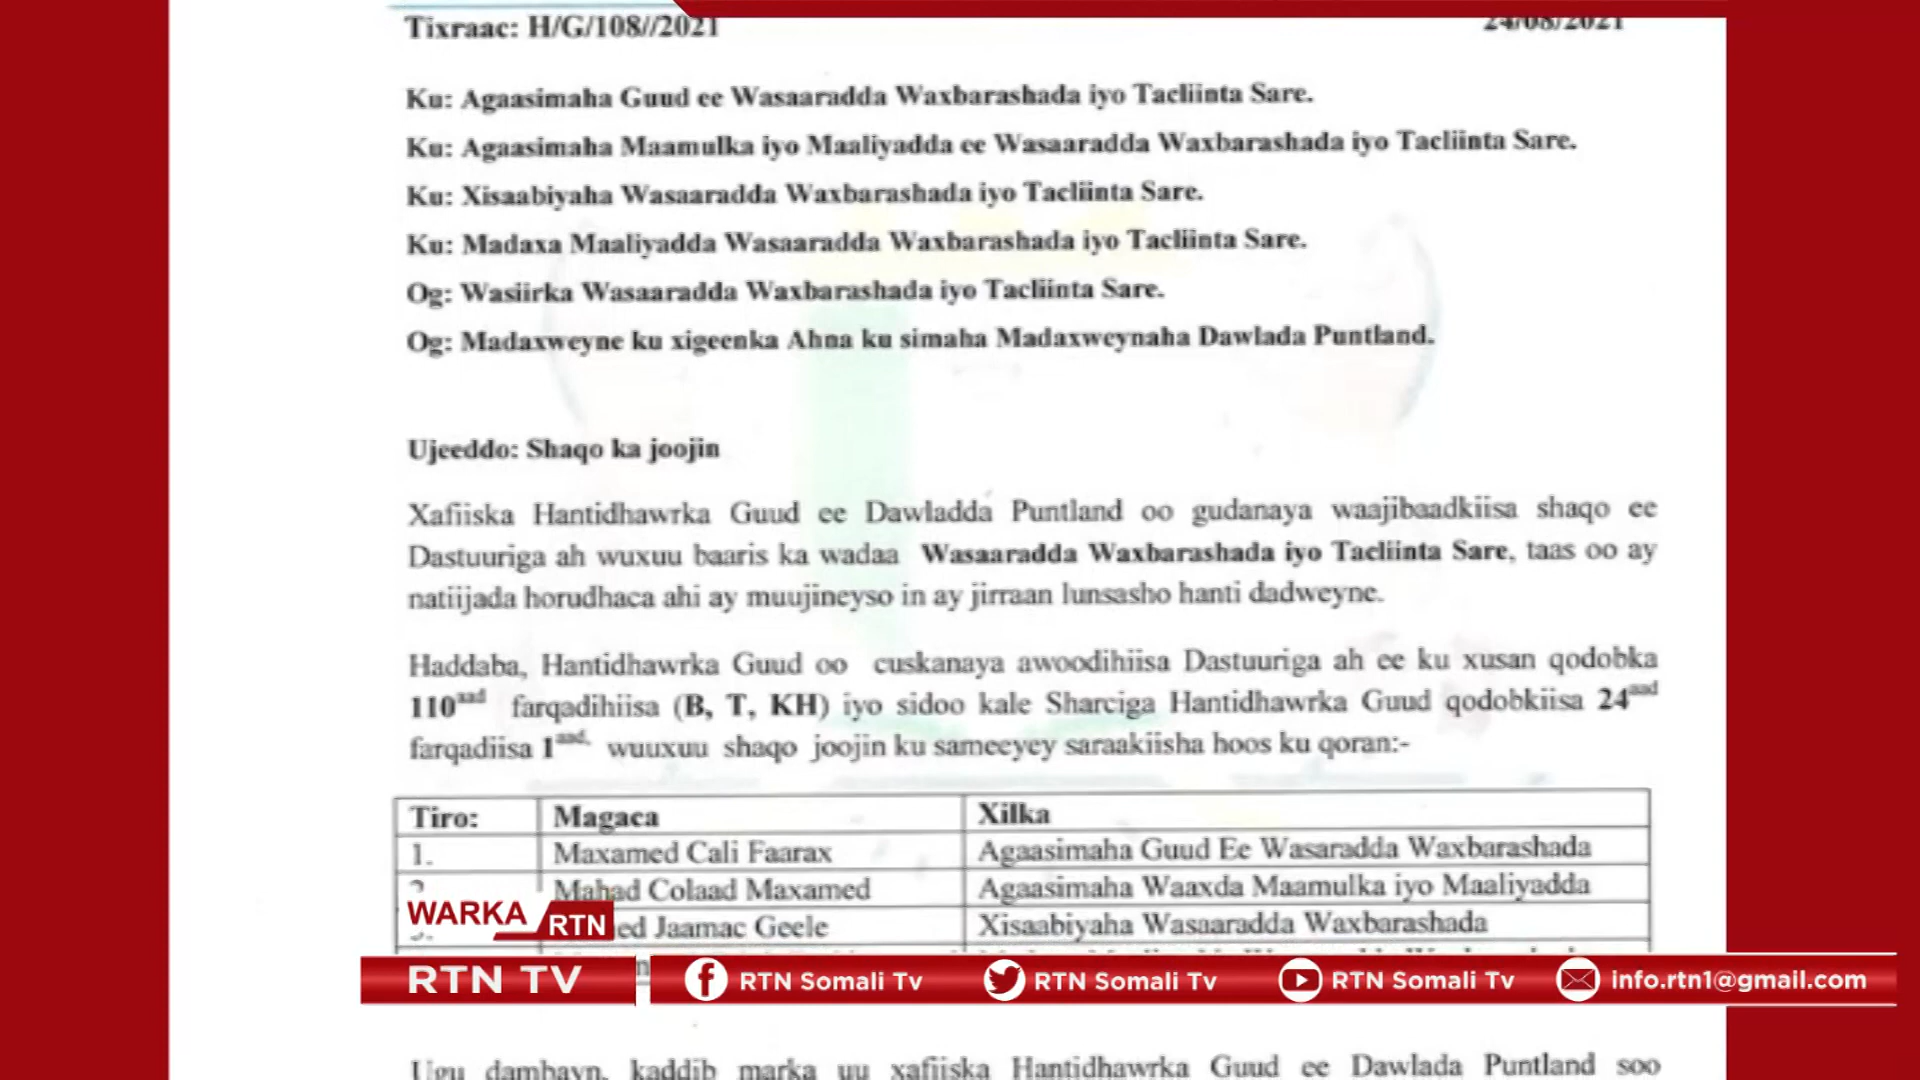 Tixraac: H/G/108//2021 24/08/2021
Ku: Agaasimaha Guud ee Wasaaradda Waxbarashada iyo Tacliinta Sare.
Ku: Agaasimaha Maamulka iyo Maaliyadda ee Wasaaradda Waxbarashada iyo Tacliinta Sare.
Ku: Xisaabiyaha Wasaaradda Waxbarashada iyo Tacliinta Sare.
Ku: Madaxa Maaliyadda Wasaaradda Waxbarashada iyo Tacliinta Sare.
Og: Wasiirka Wasaaradda Waxbarashada iyo Tacliinta Sare.
Og: Madaxweyne ku xigeenka Ahna ku simaha Madaxweynaha Dawlada Puntland.
Ujeeddo: Shaqo ka joojin
Xafiiska Hantidhawrka Guud ee Dawladda Puntland oo gudanaya waajibaadkiisa shaqo ee
Dastuuriga ah wuxuu baaris ka wadaa Wasaaradda Waxbarashada iyo Tacliinta Sare, taas oo ay
natiijada horudhaca ahi ay muujineyso in ay jirraan lunsasho hanti dadweyne.
Haddaba, Hantidhawrka Guud oo cuskanaya awoodihiisa Dastuuriga ah ee ku xusan qodobka
110aad farqadihiisa (B, T, KH) iyo sidoo kale Sharciga Hantidhawrka Guud qodobkiisa 24aad
farqadiisa 1aad. wuuxuu shaqo joojin ku sameeyey saraakiisha hoos ku qoran:-
Tiro: Magaca Xilka
1. Maxamed Cali Faarax Agaasimaha Guud Ee Wasaradda Waxbarashada
Mahad Colaad Maxamed Agaasimaha Waaxda Maamulka iyo Maaliyadda
ed Jaamac Geele Xisaabiyaha Wasaaradda Waxbarashada
WARKA RTN
RTN TV RTN Somali Tv RTN Somali Tv RTN Somali Tv info.rtn1@gmail.com
Ugu dambayn, kaddib marka uu xafiiska Hantidhawrka Guud ee Dawlada Puntland soo